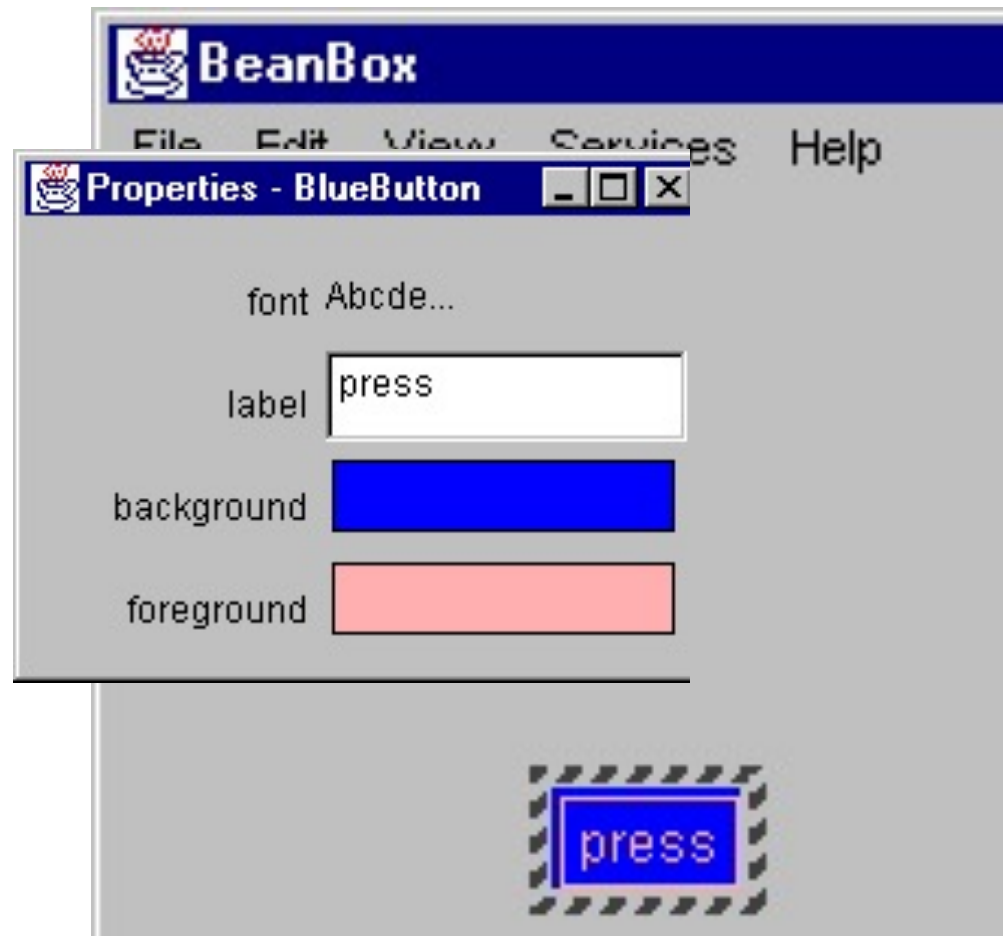 BeanBox
File Edit View Services Help
Properties - BlueButton
font Abcde...
label press
background
foreground
press